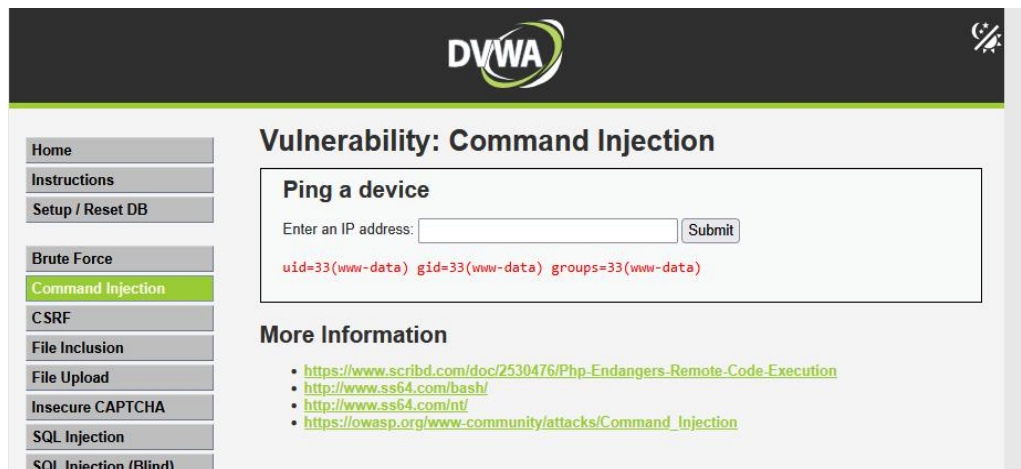 DVWA
Home
Instructions
Setup / Reset DB
Brute Force
Command Injection
CSRF
File Inclusion
File Upload
Insecure CAPTCHA
SQL Injection
SQL Injection (Blind)
Vulnerability: Command Injection
Ping a device
Enter an IP address: Submit
uid=33(www-data) gid=33(www-data) groups=33(www-data)
More Information
https://www.scribd.com/doc/2530476/Php-Endangers-Remote-Code-Execution
http://www.ss64.com/bash/
http://www.ss64.com/nt/
https://owasp.org/www-community/attacks/Command_Injection